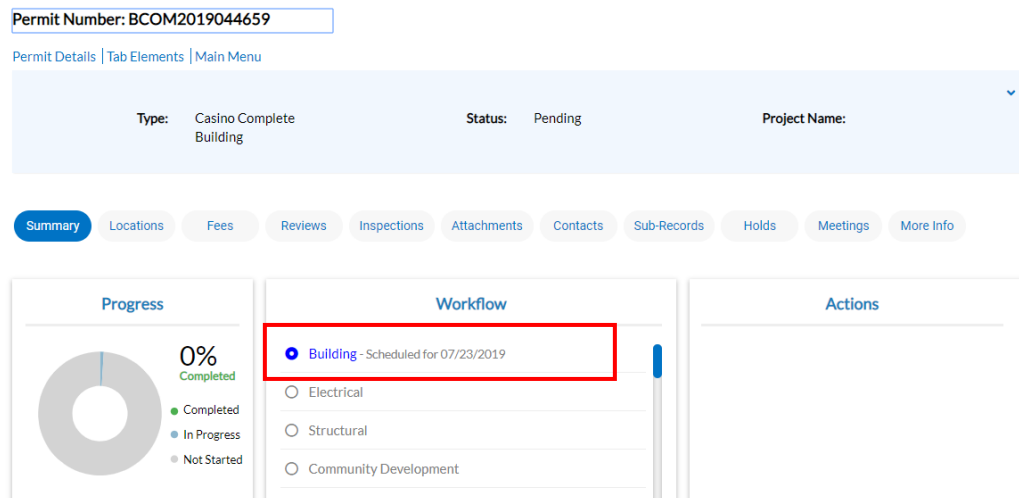 Permit Number: BCOM2019044659
Permit Details | Tab Elements | Main Menu
Type: Casino Complete Building Status: Pending Project Name:
Summary Locations Fees Reviews Inspections Attachments Contacts Sub-Records Holds Meetings More Info
Progress
0%
Completed
Completed
In Progress
Not Started
Workflow
Building - Scheduled for 07/23/2019
Electrical
Structural
Community Development
Actions